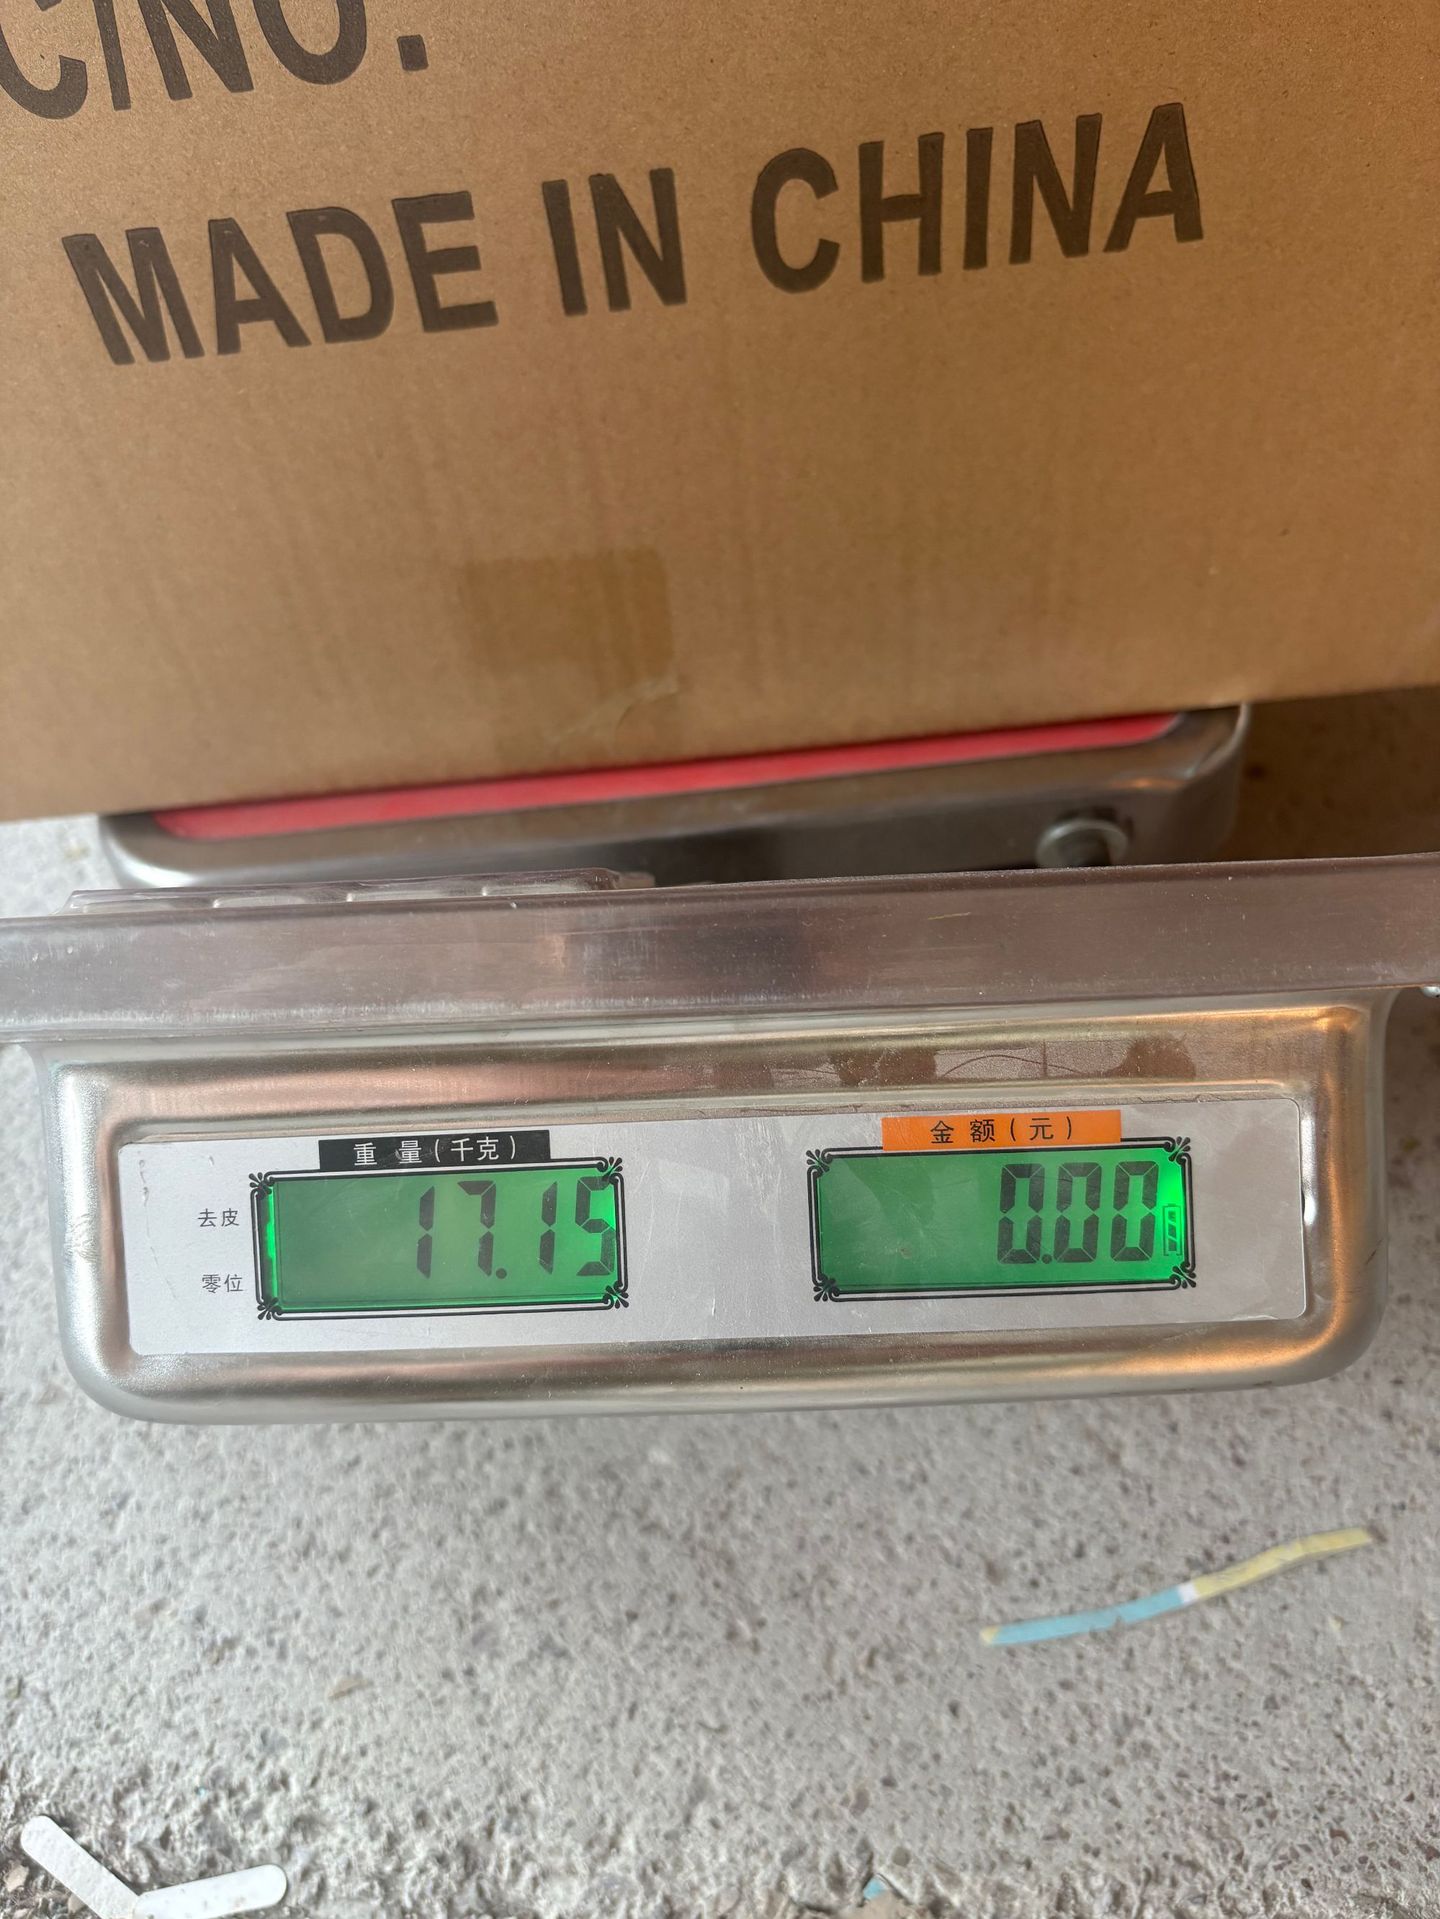 C/NO.
MADE IN CHINA
重量(千克)
金额(元)
去皮
零位
17.15
0.00